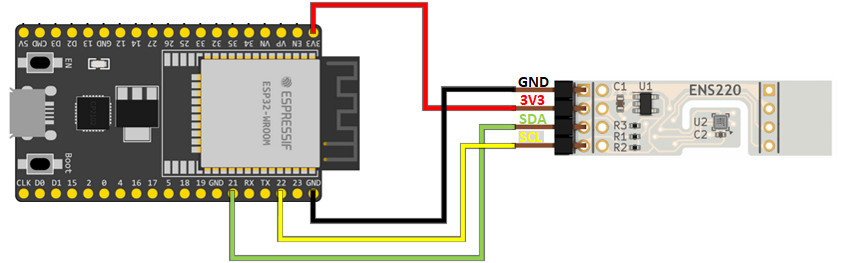 5V CMD D3 D2 13 GND 12 14 27 26 25 33 32 35 34 VN VP EN 3V3
EN
ESPRESSIF
ESP32-WROOM
Boot
CLK D0 D1 15 2 0 4 16 17 5 18 19 GND 21 RX TX 22 23 GND
GND
3V3
SDA
SCL
C1
U1
ENS220
R3
R1
R2
U2
C2